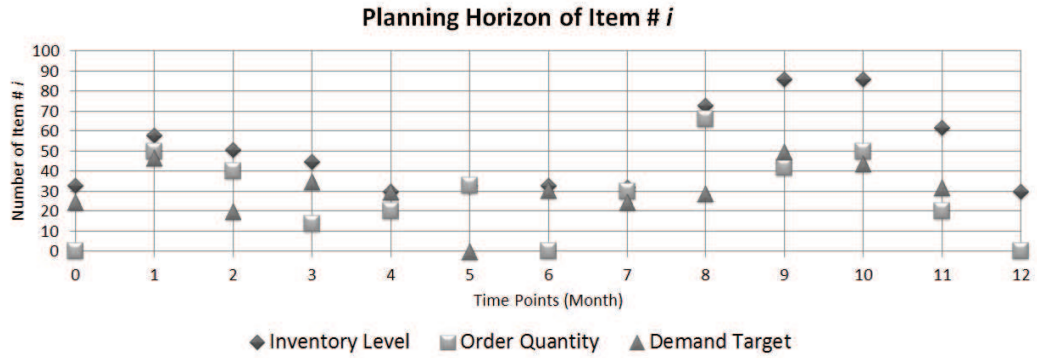 Planning Horizon of Item # i
Number of Item # i
100
90
80
70
60
50
40
30
20
10
0
0 1 2 3 4 5 6 7 8 9 10 11 12
Time Points (Month)
Inventory Level Order Quantity Demand Target